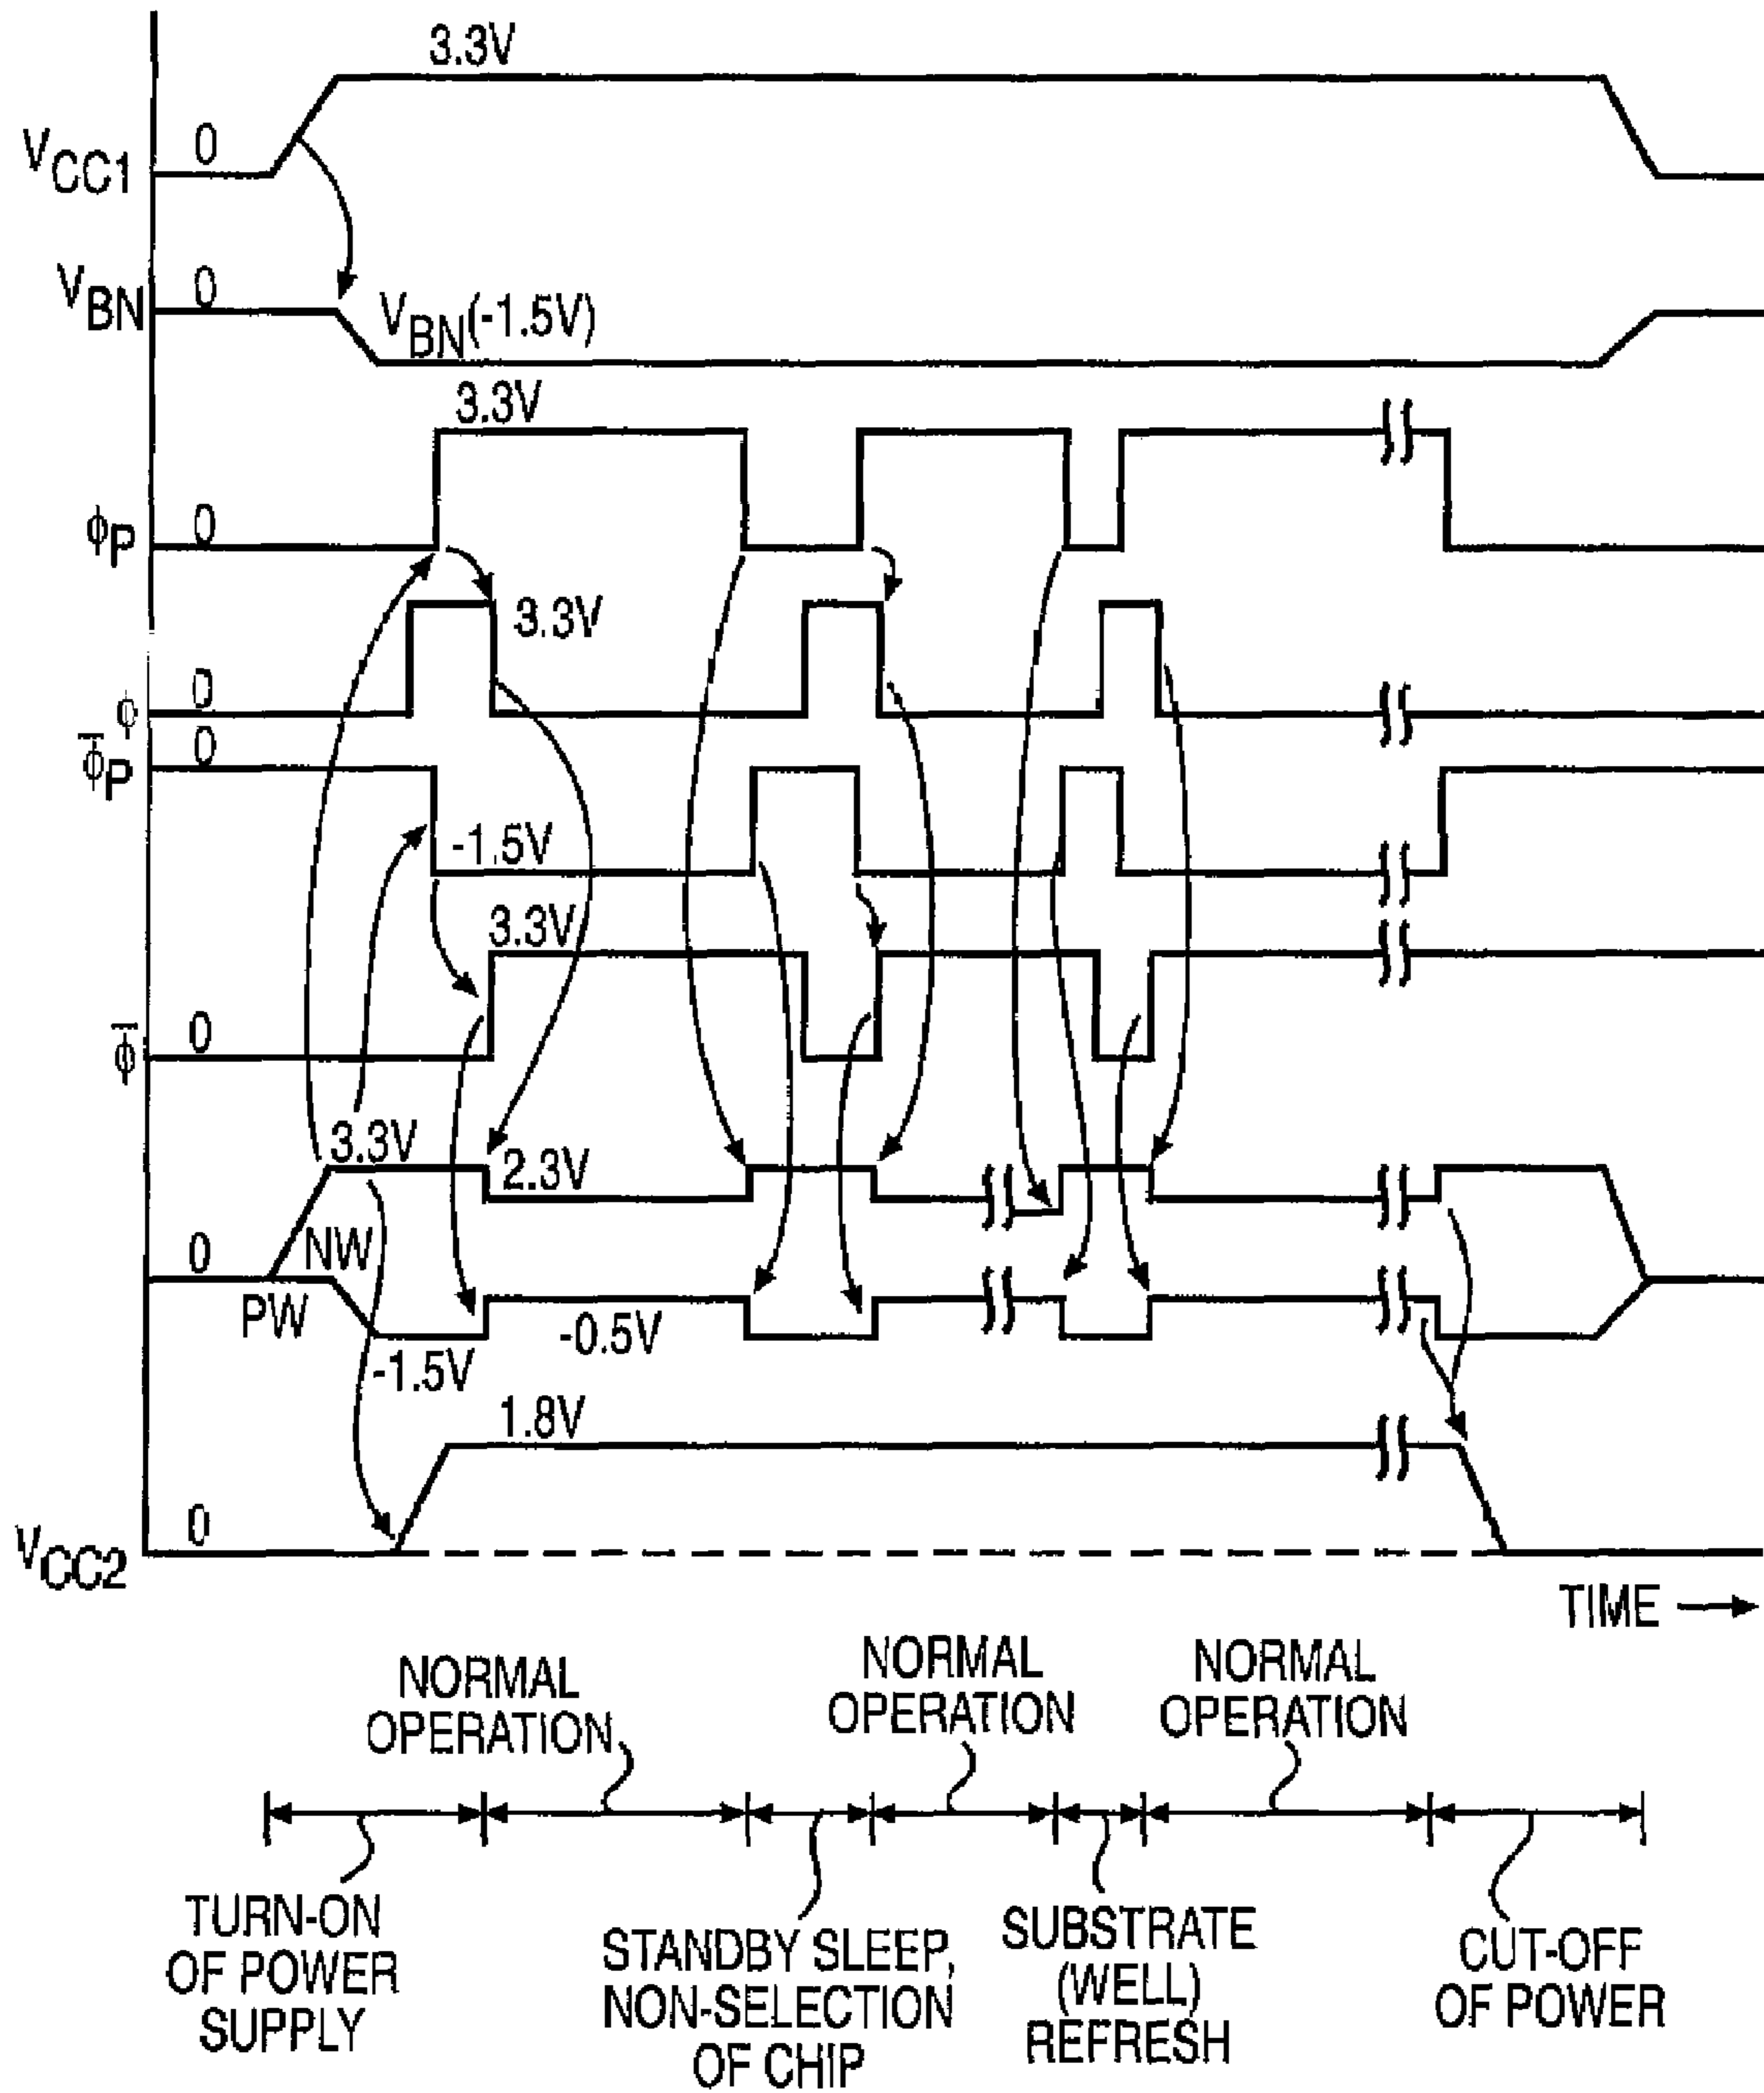 3.3V
VCC1 0
VBN 0
VBN(-1.5V)
3.3V
ϕP 0
3.3V
ϕ 0
ϕ̅P 0
-1.5V
3.3V
ϕ̅ 0
3.3V
2.3V
0
NW
PW
-0.5V
-1.5V
1.8V
VCC2 0
TIME
NORMAL
OPERATION
NORMAL
OPERATION
NORMAL
OPERATION
TURN-ON
OF POWER
SUPPLY
STANDBY SLEEP,
NON-SELECTION
OF CHIP
SUBSTRATE
(WELL)
REFRESH
CUT-OFF
OF POWER